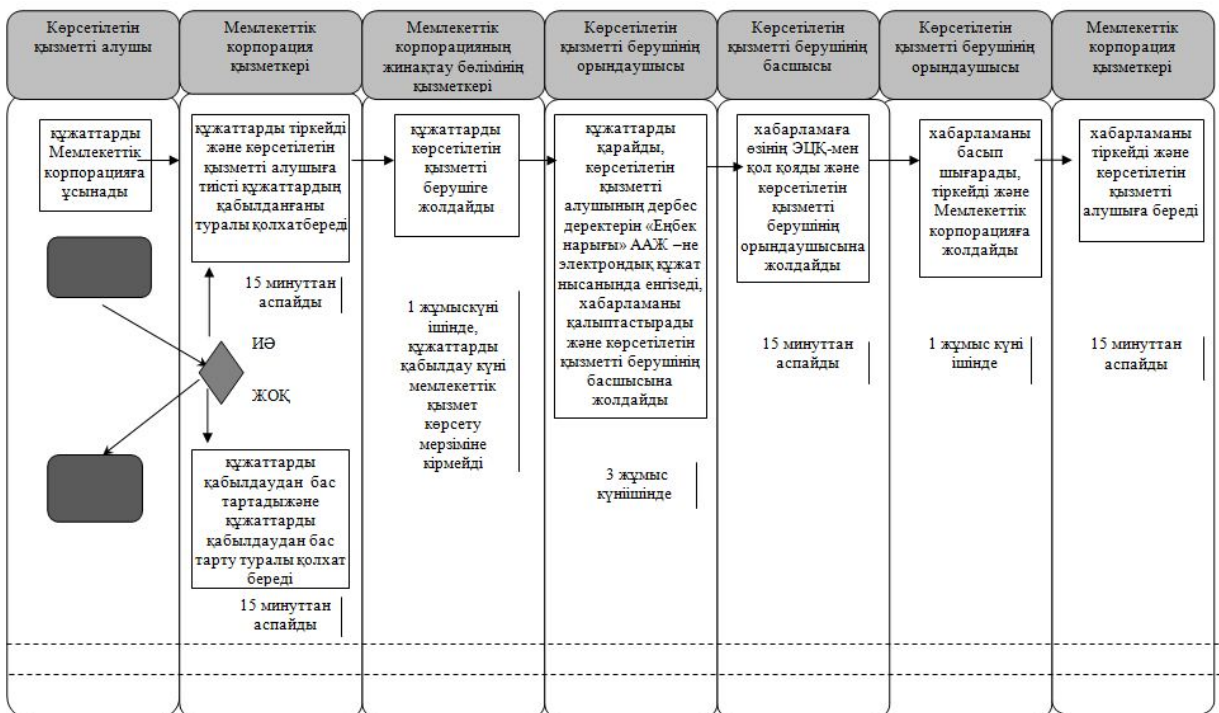 Көрсетілетін
қызметті алушы
Мемлекеттік
корпорация
қызметкері
Мемлекеттік
корпорацияның
жинақтау бөлімінің
қызметкері
Көрсетілетін
қызметті берушінің
орындаушысы
Көрсетілетін
қызметті берушінің
басшысы
Көрсетілетін
қызметті берушінің
орындаушысы
Мемлекеттік
корпорация
қызметкері
құжаттарды
Мемлекеттік
корпорацияға
ұсынады
құжаттарды тіркейді
және көрсетілетін
қызметті алушыға
тиісті құжаттардың
қабылданғаны
туралы қолхатбереді
15 минуттан
аспайды
ИӘ
ЖОҚ
құжаттарды
қабылдаудан бас
тартадыжәне
құжаттарды
қабылдаудан бас
тарту туралы қолхат
береді
15 минуттан
аспайды
құжаттарды
көрсетілетін
қызметті
берушіге
жолдайды
1 жұмыскүні
ішінде,
құжаттарды
қабылдау күні
мемлекеттік
қызмет
көрсету
мерзіміне
кірмейді
құжаттарды
қарайды,
көрсетілетін
қызметті
алушының дербес
деректерін «Еңбек
нарығы» ААЖ –не
электрондық құжат
нысанында енгізеді,
хабарламаны
қалыптастырады
және көрсетілетін
қызметті берушінің
басшысына
жолдайды
3 жұмыс
күніішінде
хабарламаға
өзінің ЭЦҚ-мен
қол қояды және
көрсетілетін
қызметті
берушінің
орындаушысына
жолдайды
15 минуттан
аспайды
хабарламаны
басып
шығарады,
тіркейді және
Мемлекеттік
корпорацияға
жолдайды
1 жұмыс күні
ішінде
хабарламаны
тіркейді және
көрсетілетін
қызметті
алушыға береді
15 минуттан
аспайды